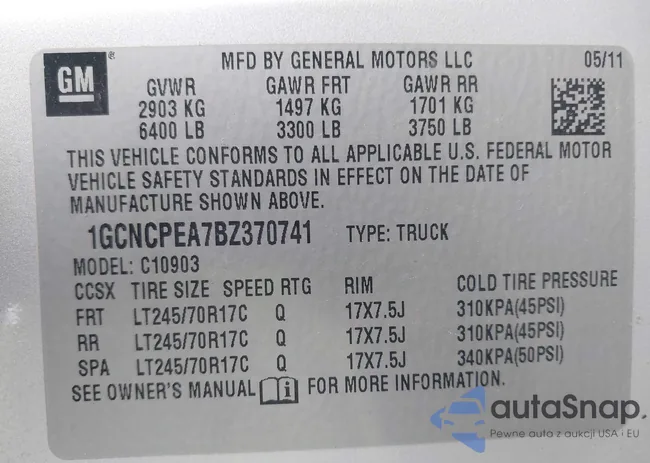 GM®
MFD BY GENERAL MOTORS LLC 05/11
GVWR GAWR FRT GAWR RR
2903 KG 1497 KG 1701 KG
6400 LB 3300 LB 3750 LB
THIS VEHICLE CONFORMS TO ALL APPLICABLE U.S. FEDERAL MOTOR
VEHICLE SAFETY STANDARDS IN EFFECT ON THE DATE OF
MANUFACTURE SHOWN ABOVE.
1GCNCPEA7BZ370741 TYPE: TRUCK
MODEL: C10903
CCSX TIRE SIZE SPEED RTG RIM COLD TIRE PRESSURE
FRT LT245/70R17C Q 17X7.5J 310KPA(45PSI)
RR LT245/70R17C Q 17X7.5J 310KPA(45PSI)
SPA LT245/70R17C Q 17X7.5J 340KPA(50PSI)
SEE OWNER'S MANUAL i FOR MORE INFORMATION.
autaSnap.
Pewne auta z aukcji USA i EU